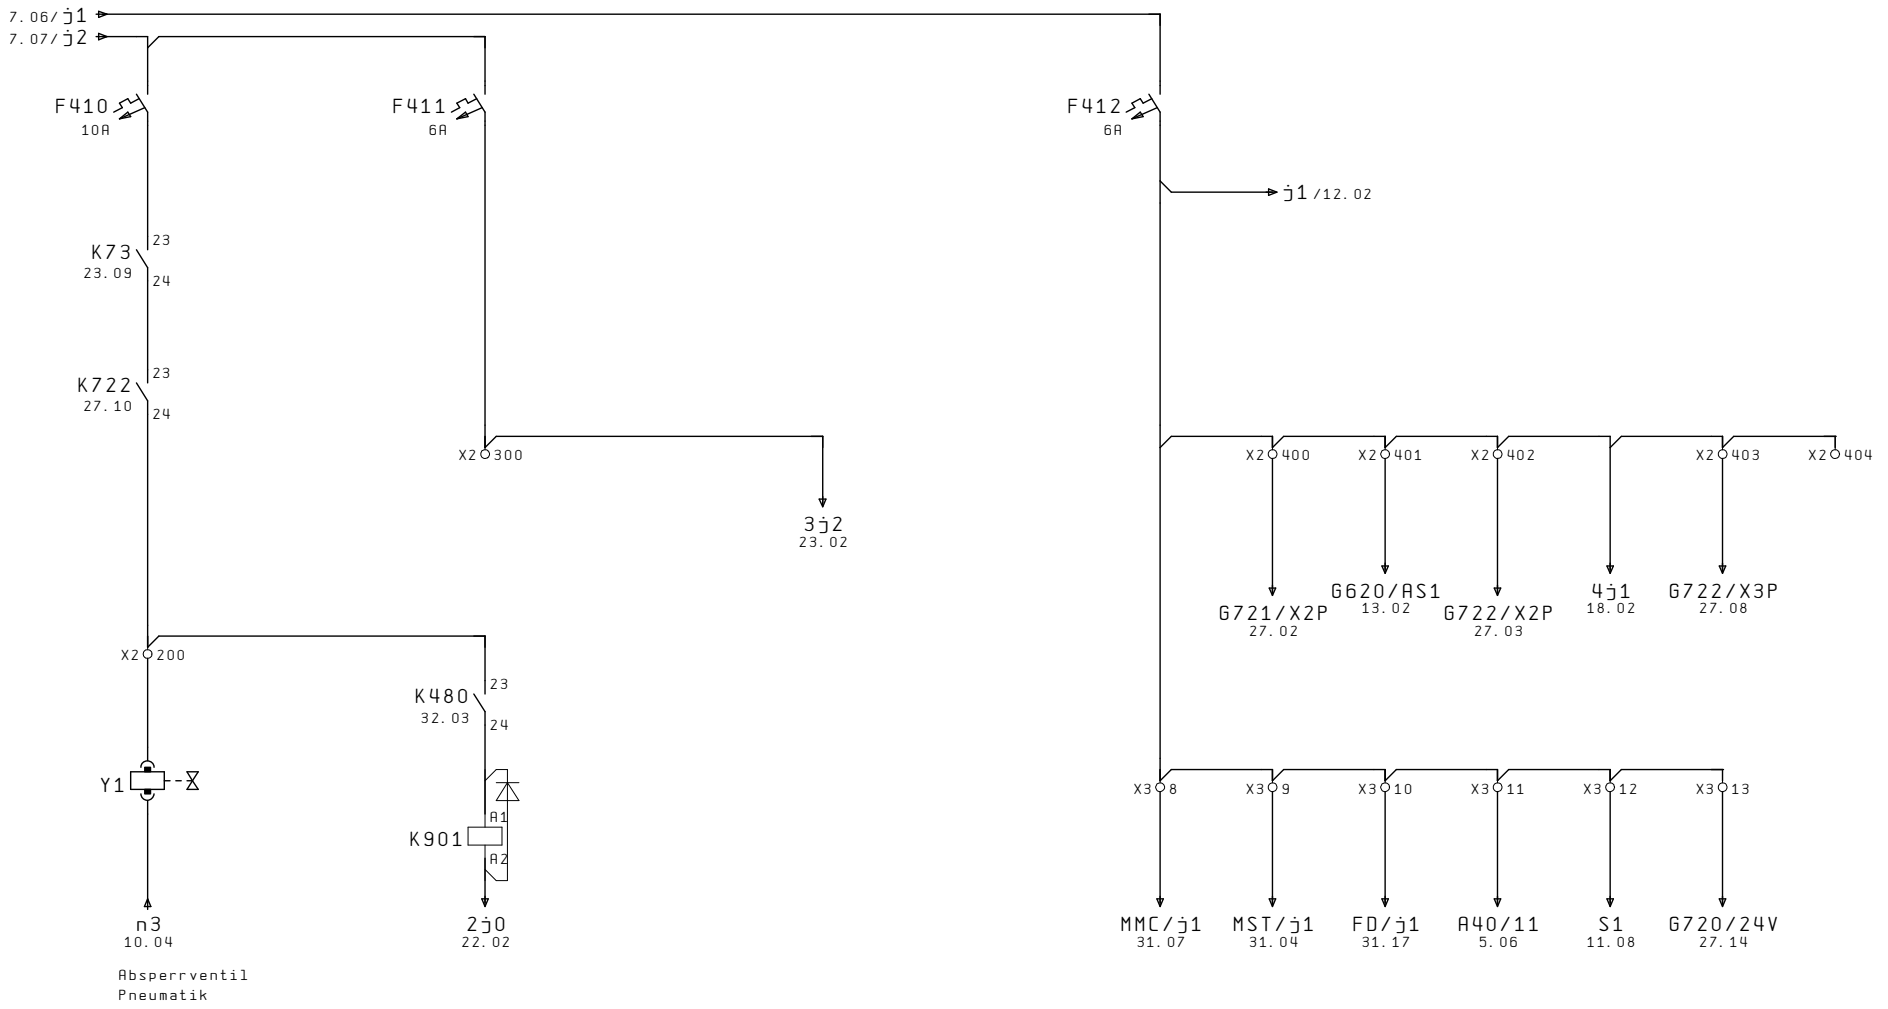 7.06/j1
7.07/j2
F410
10A
F411
6A
F412
6A
j1/12.02
K73
23.09
23
24
K722
27.10
23
24
X2 300
3j2
23.02
X2 400
X2 401
X2 402
X2 403
X2 404
G721/X2P
27.02
G620/AS1
13.02
G722/X2P
27.03
4j1
18.02
G722/X3P
27.08
X2 200
K480
32.03
23
24
Y1
K901
A1
A2
X3 8
X3 9
X3 10
X3 11
X3 12
X3 13
n3
10.04
2j0
22.02
MMC/j1
31.07
MST/j1
31.04
FD/j1
31.17
A40/11
5.06
S1
11.08
G720/24V
27.14
Absperrventil
Pneumatik